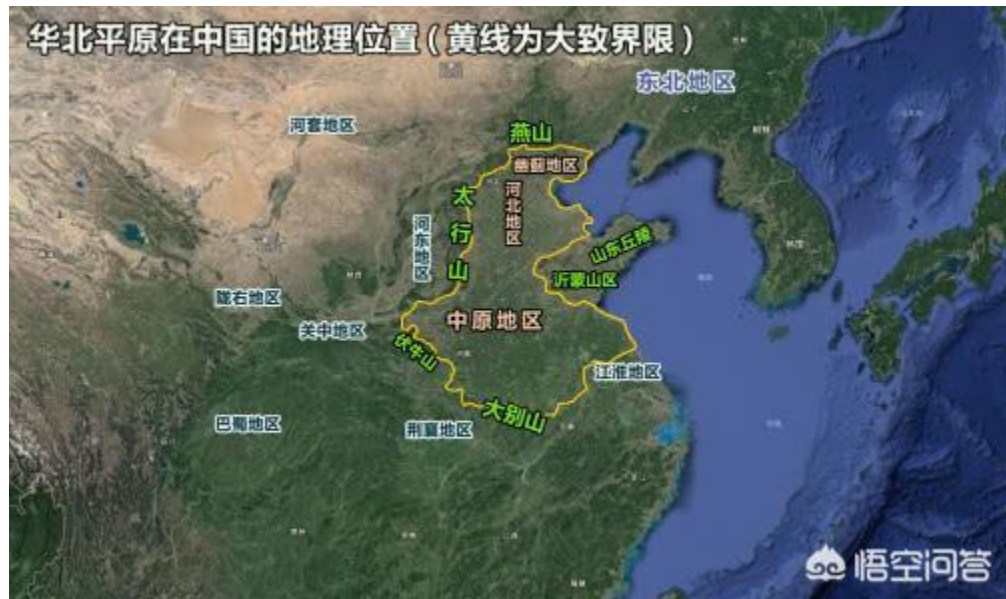 华北平原在中国的地理位置（黄线为大致界限）
东北地区
河套地区
燕山
幽蓟地区
太行山
河北地区
河东地区
山东丘陵
沂蒙山区
陇右地区
关中地区
中原地区
伏牛山
江淮地区
大别山
巴蜀地区
荆襄地区
悟空问答